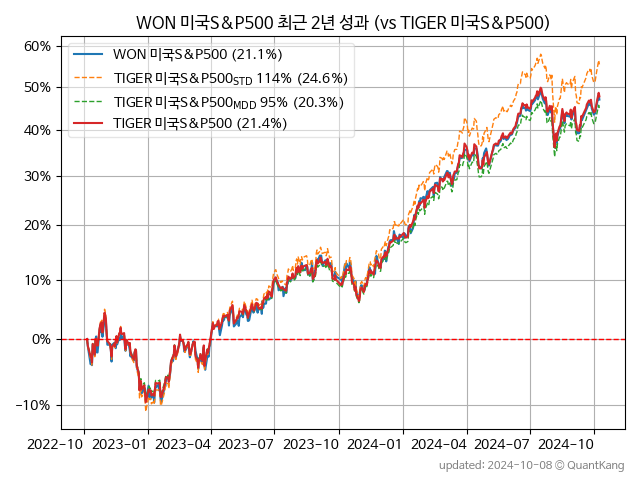 WON 미국S&P500 최근 2년 성과 (vs TIGER 미국S&P500)
WON 미국S&P500 (21.1%)
TIGER 미국S&P500STD 114% (24.6%)
TIGER 미국S&P500MDD 95% (20.3%)
TIGER 미국S&P500 (21.4%)
60%
50%
40%
30%
20%
10%
0%
−10%
2022-10 2023-01 2023-04 2023-07 2023-10 2024-01 2024-04 2024-07 2024-10
updated: 2024-10-08 © QuantKang